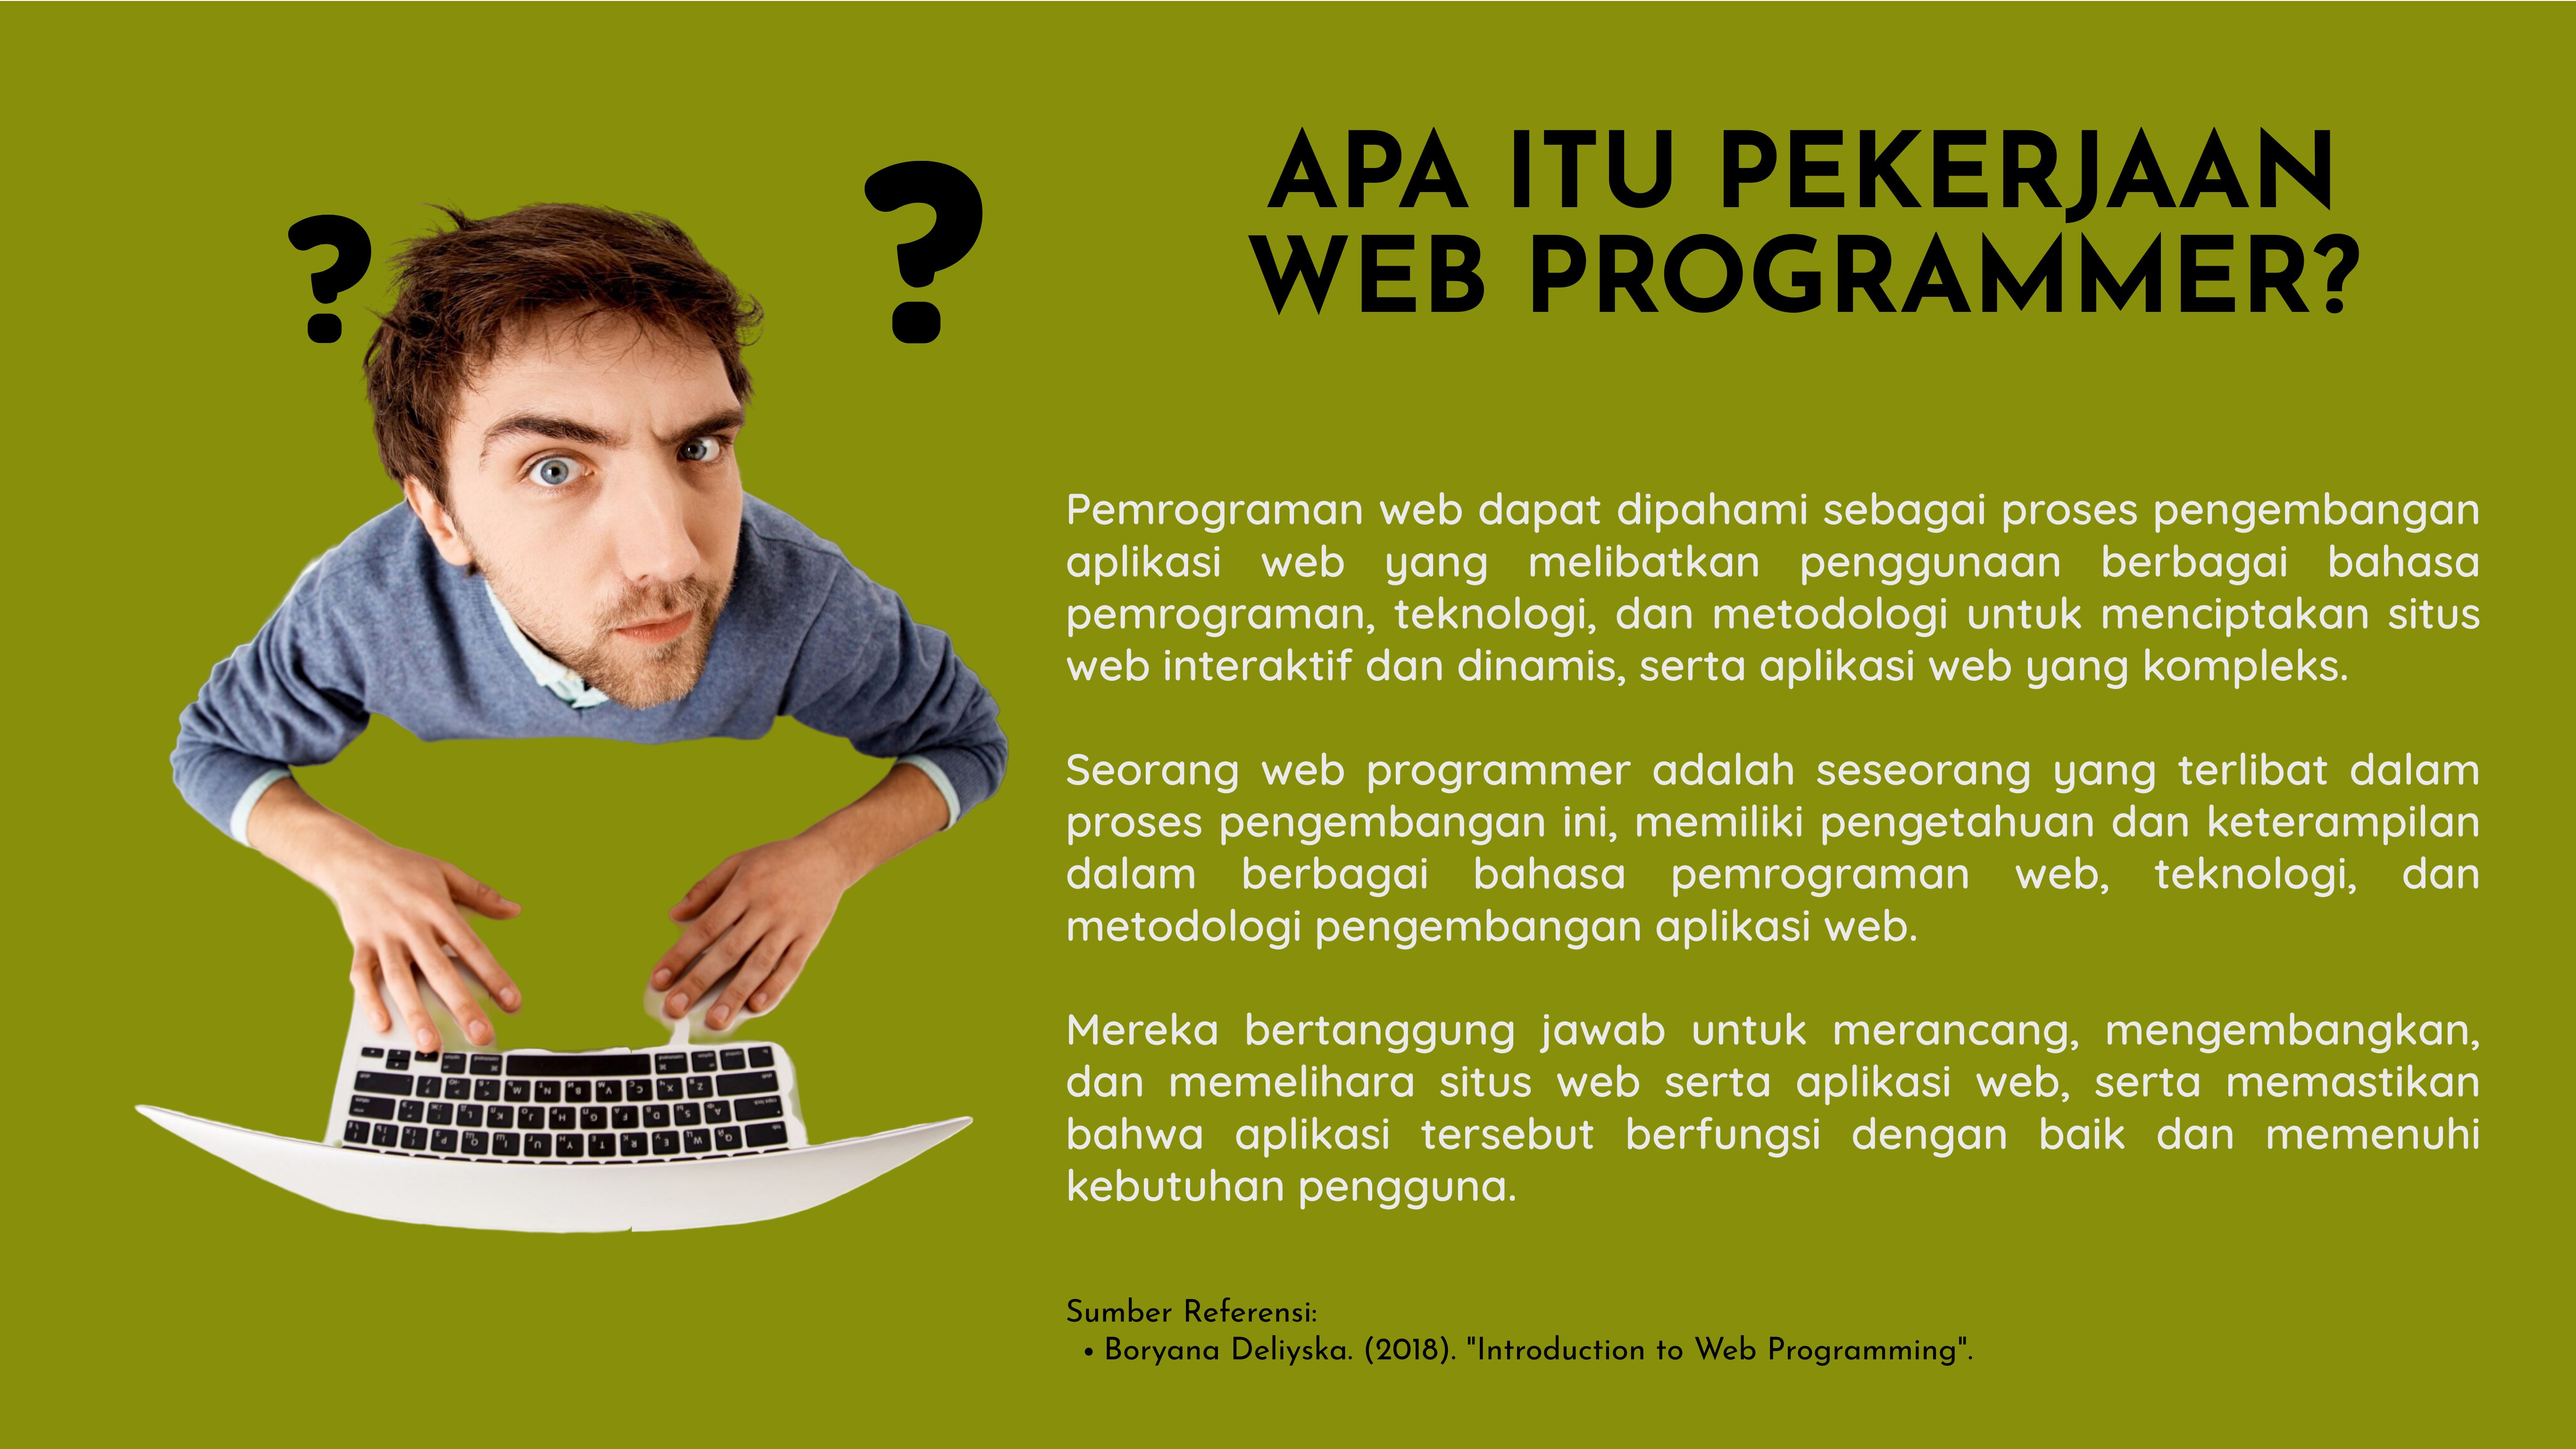 ?
?
APA ITU PEKERJAAN
WEB PROGRAMMER?
Pemrograman web dapat dipahami sebagai proses pengembangan
aplikasi web yang melibatkan penggunaan berbagai bahasa
pemrograman, teknologi, dan metodologi untuk menciptakan situs
web interaktif dan dinamis, serta aplikasi web yang kompleks.
Seorang web programmer adalah seseorang yang terlibat dalam
proses pengembangan ini, memiliki pengetahuan dan keterampilan
dalam berbagai bahasa pemrograman web, teknologi, dan
metodologi pengembangan aplikasi web.
Mereka bertanggung jawab untuk merancang, mengembangkan,
dan memelihara situs web serta aplikasi web, serta memastikan
bahwa aplikasi tersebut berfungsi dengan baik dan memenuhi
kebutuhan pengguna.
Sumber Referensi:
• Boryana Deliyska. (2018). "Introduction to Web Programming".